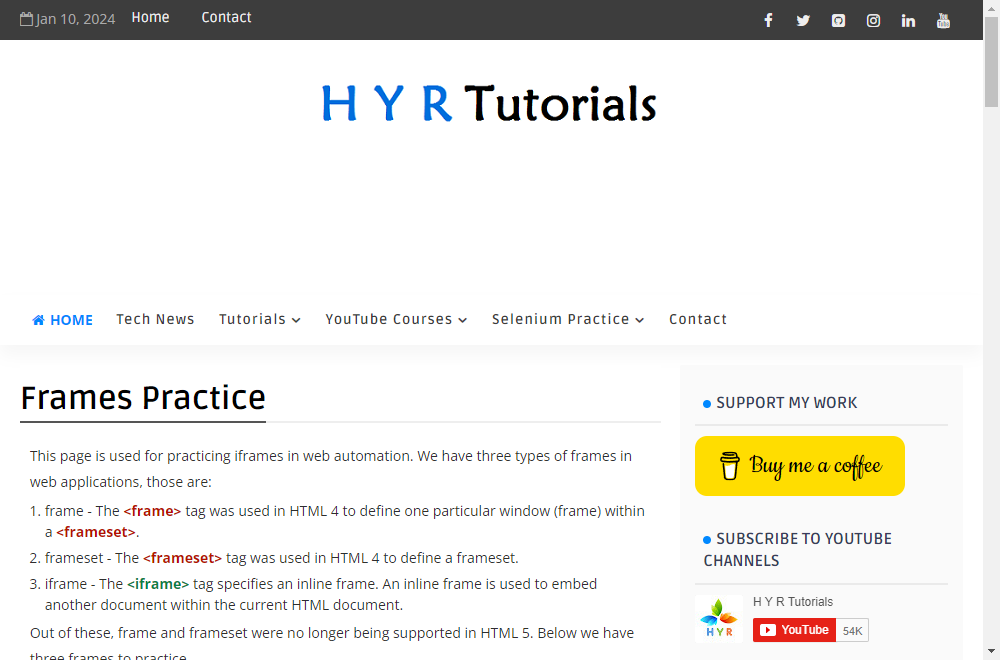 Jan 10, 2024 Home Contact
H Y R Tutorials
HOME Tech News Tutorials YouTube Courses Selenium Practice Contact
Frames Practice
This page is used for practicing iframes in web automation. We have three types of frames in
web applications, those are:
1. frame - The <frame> tag was used in HTML 4 to define one particular window (frame) within
a <frameset>.
2. frameset - The <frameset> tag was used in HTML 4 to define a frameset.
3. iframe - The <iframe> tag specifies an inline frame. An inline frame is used to embed
another document within the current HTML document.
Out of these, frame and frameset were no longer being supported in HTML 5. Below we have
three frames to practice.
SUPPORT MY WORK
Buy me a coffee
SUBSCRIBE TO YOUTUBE
CHANNELS
H Y R
H Y R Tutorials
YouTube 54K